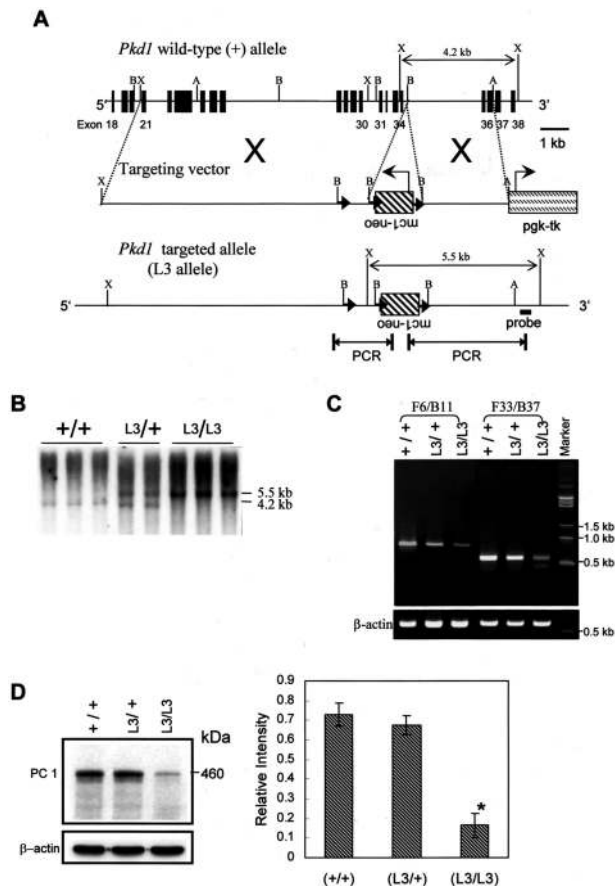 A
Pkd1 wild-type (+) allele
X
4.2 kb
X
BX
A
B
X B
B
A
5'
3'
Exon 18
21
30
31
34
36
37
38
X
X
1 kb
Targeting vector
X
B
B
B
A
mc1-neo
pgk-tk
Pkd1 targeted allele
(L3 allele)
X
5.5 kb
X
X
B
B
B
A
5'
3'
mc1-neo
probe
PCR
PCR
B
+/+
L3/+
L3/L3
5.5 kb
4.2 kb
C
F6/B11
F33/B37
+/+
L3/+
L3/L3
+/+
L3/+
L3/L3
Marker
1.5 kb
1.0 kb
0.5 kb
β-actin
0.5 kb
D
+/+
L3/+
L3/L3
kDa
PC 1
460
β–actin
Relative Intensity
0.9
0.8
0.7
0.6
0.5
0.4
0.3
0.2
0.1
0
*
(+/+)
(L3/+)
(L3/L3)